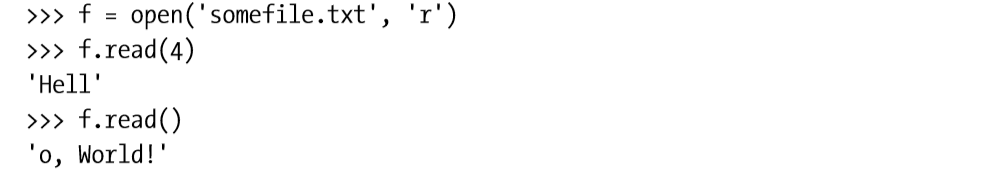 >>> f = open('somefile.txt', 'r')
>>> f.read(4)
'Hell'
>>> f.read()
'o, World!'